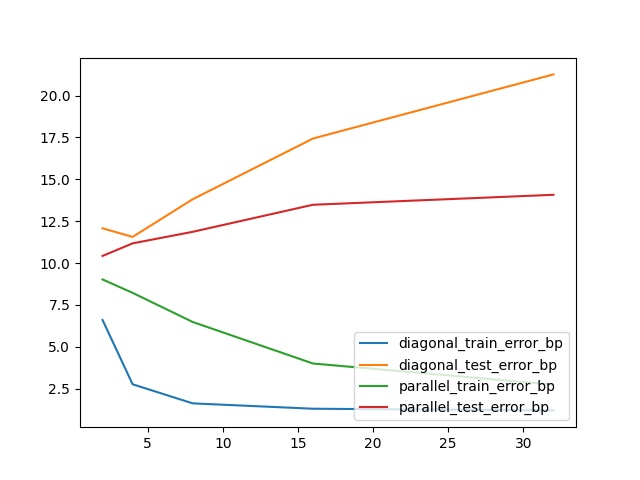 20.0
17.5
15.0
12.5
10.0
7.5
5.0
2.5
diagonal_train_error_bp
diagonal_test_error_bp
parallel_train_error_bp
parallel_test_error_bp
5 10 15 20 25 30